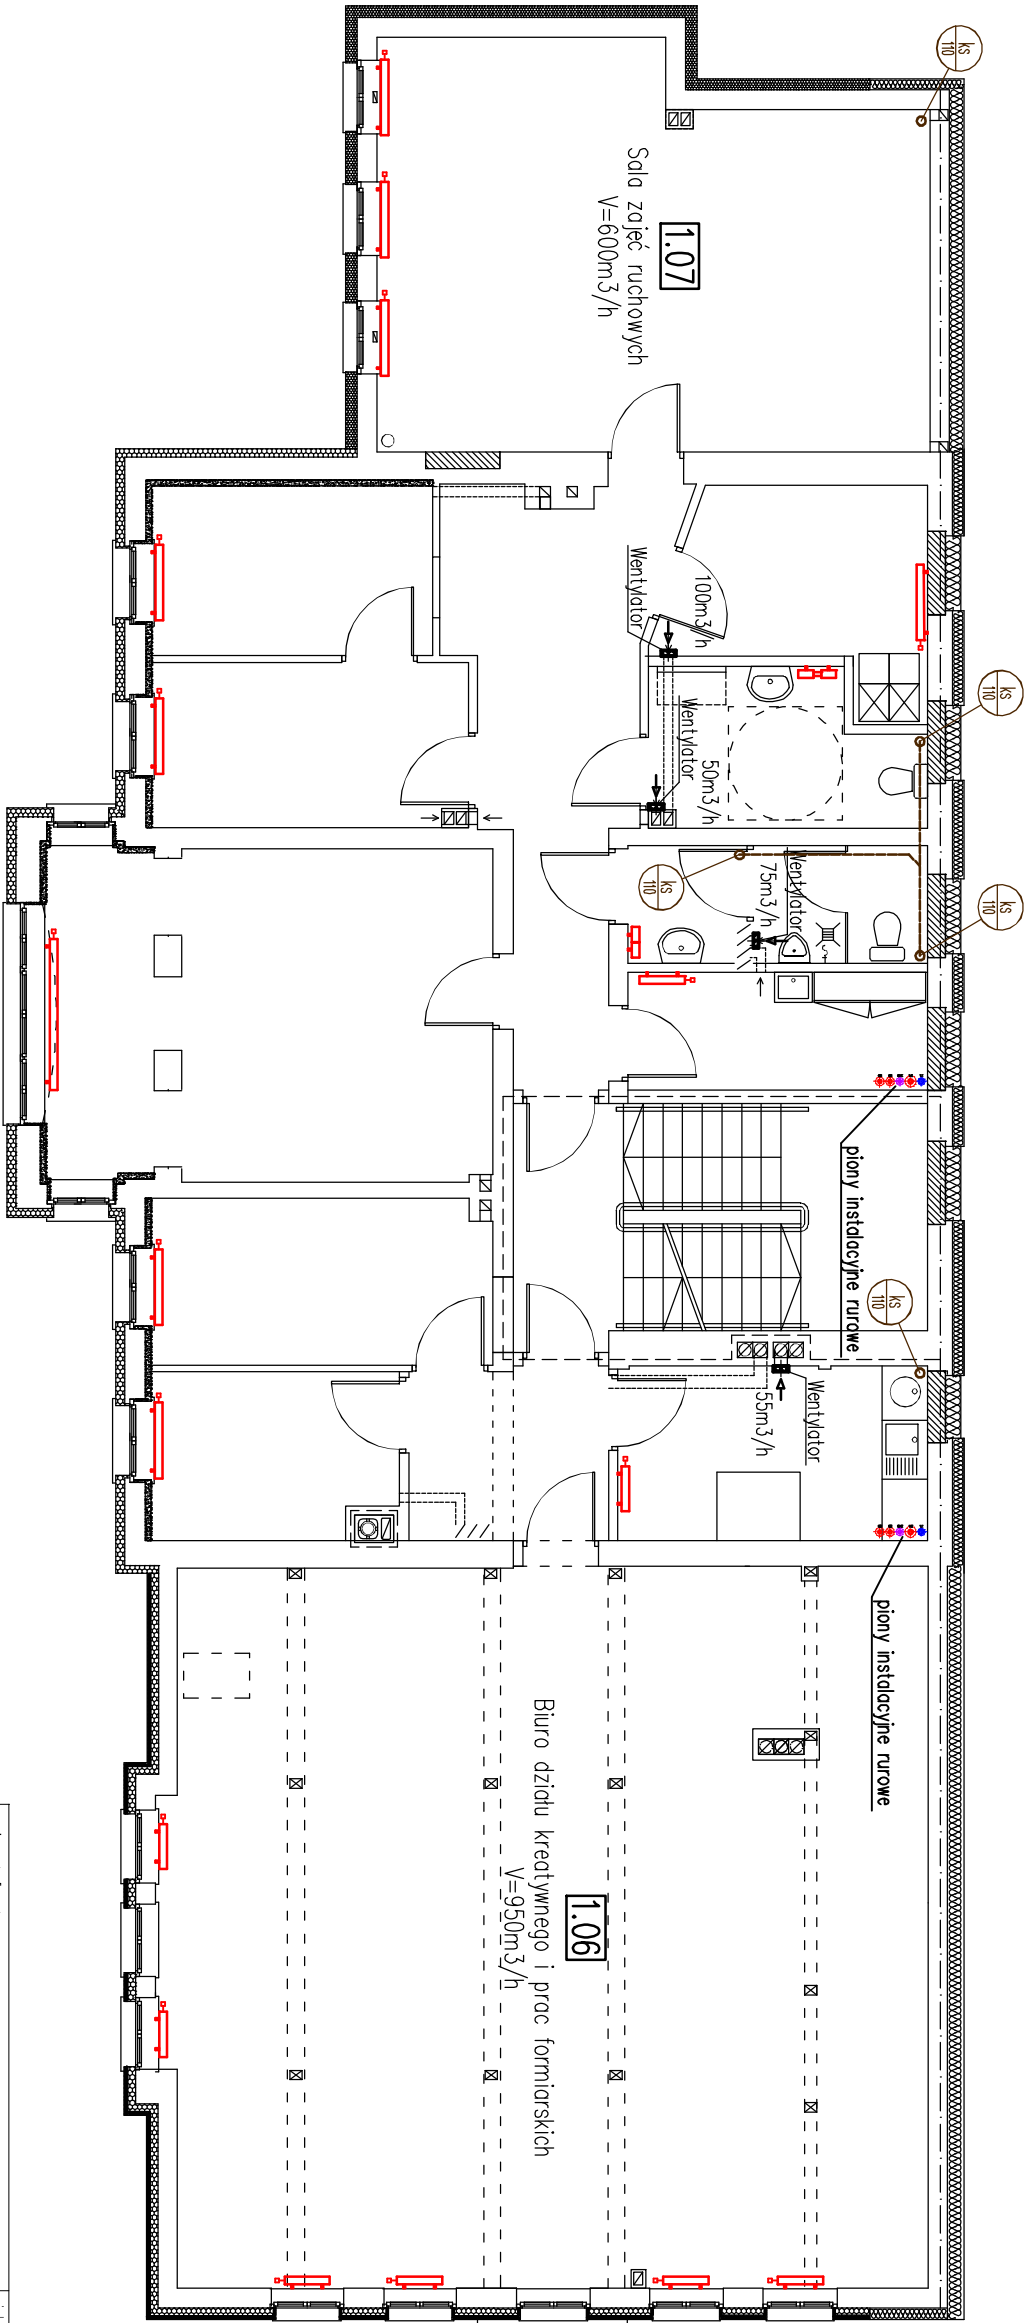 ks
110
1.07
Sala zajęć ruchowych
V=600m3/h
Wentylator
100m3/h
Wentylator
50m3/h
ks
110
Wentylator
75m3/h
ks
110
ks
110
piony instalacyjne rurowe
ks
110
Wentylator
55m3/h
piony instalacyjne rurowe
1.06
Biuro działu kreatywnego i prac formiarskich
V=950m3/h